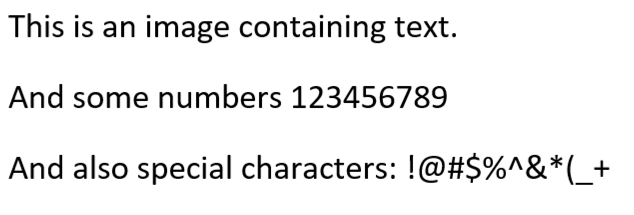 This is an image containing text.
And some numbers 123456789
And also special characters: !@#$%^&*(_+